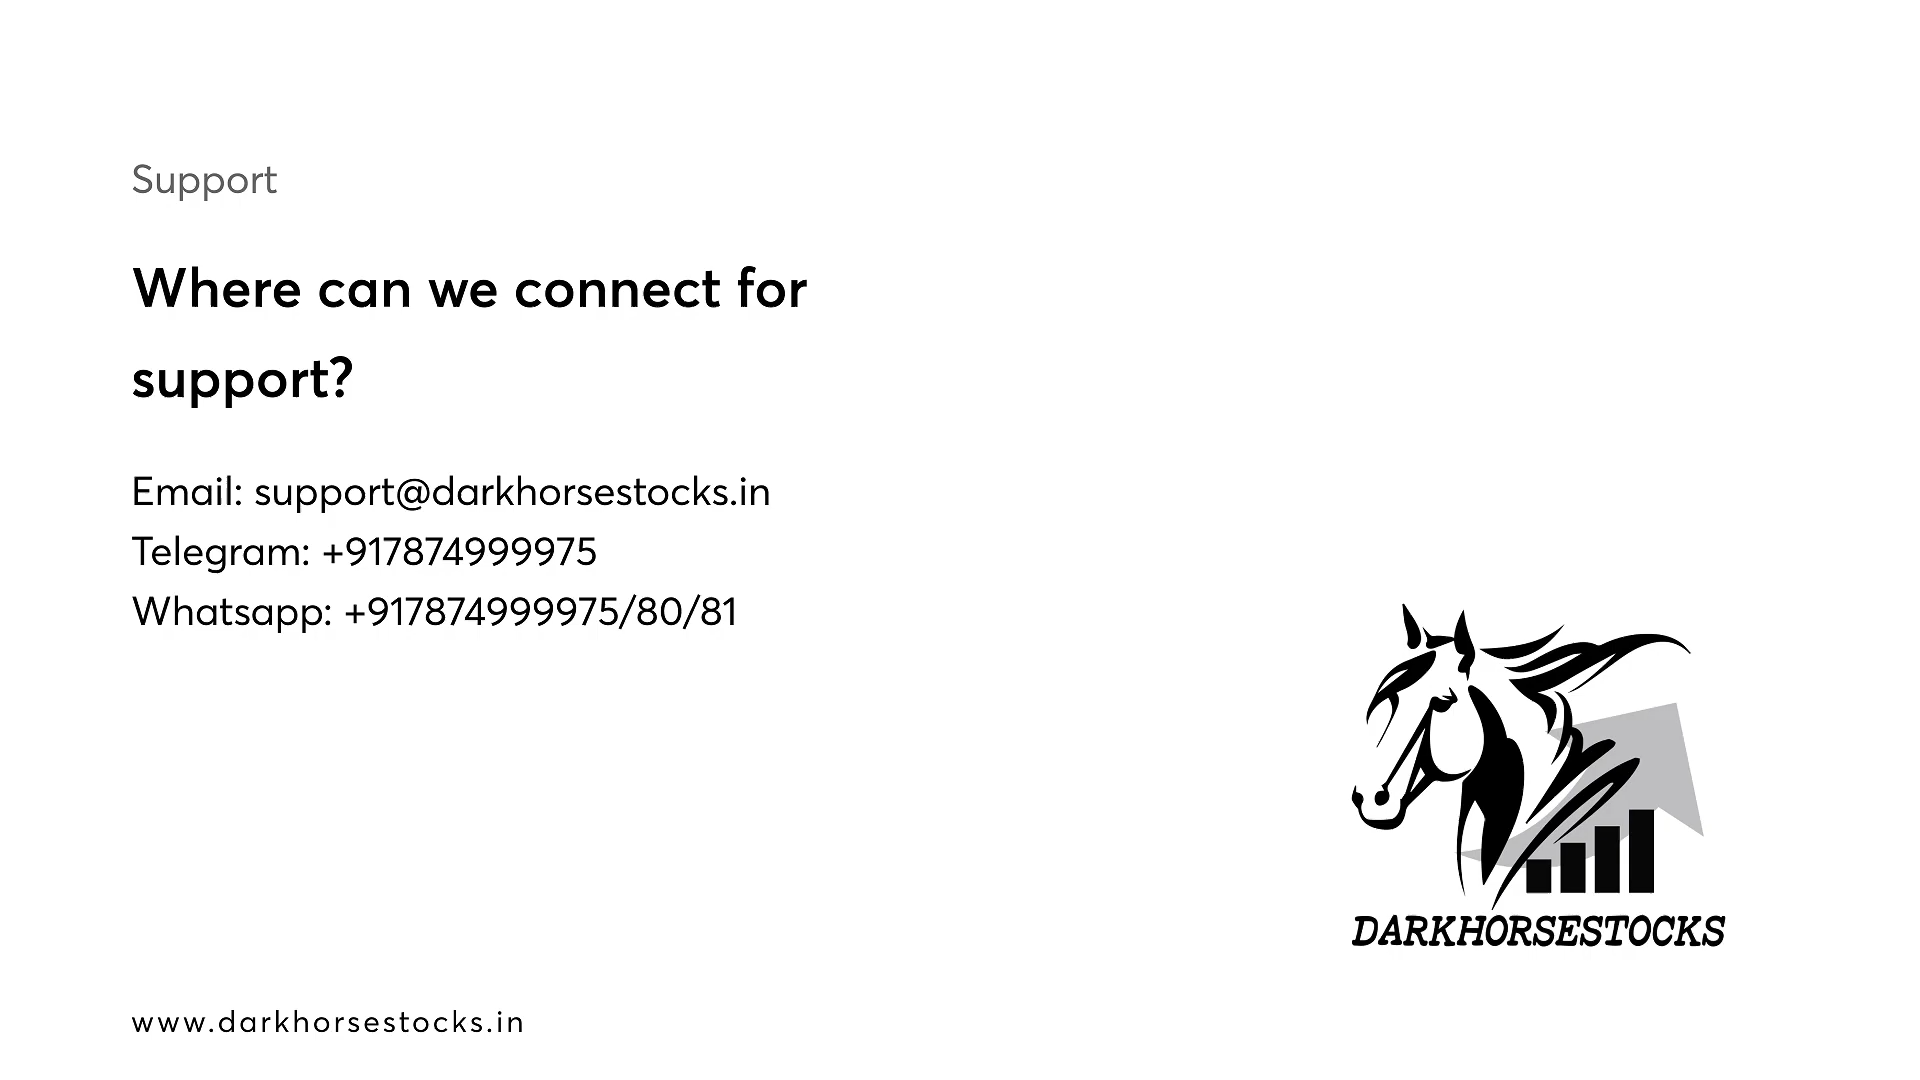 Support
Where can we connect for
support?
Email: support@darkhorsestocks.in
Telegram: +917874999975
Whatsapp: +917874999975/80/81
DARKHORSESTOCKS
www.darkhorsestocks.in